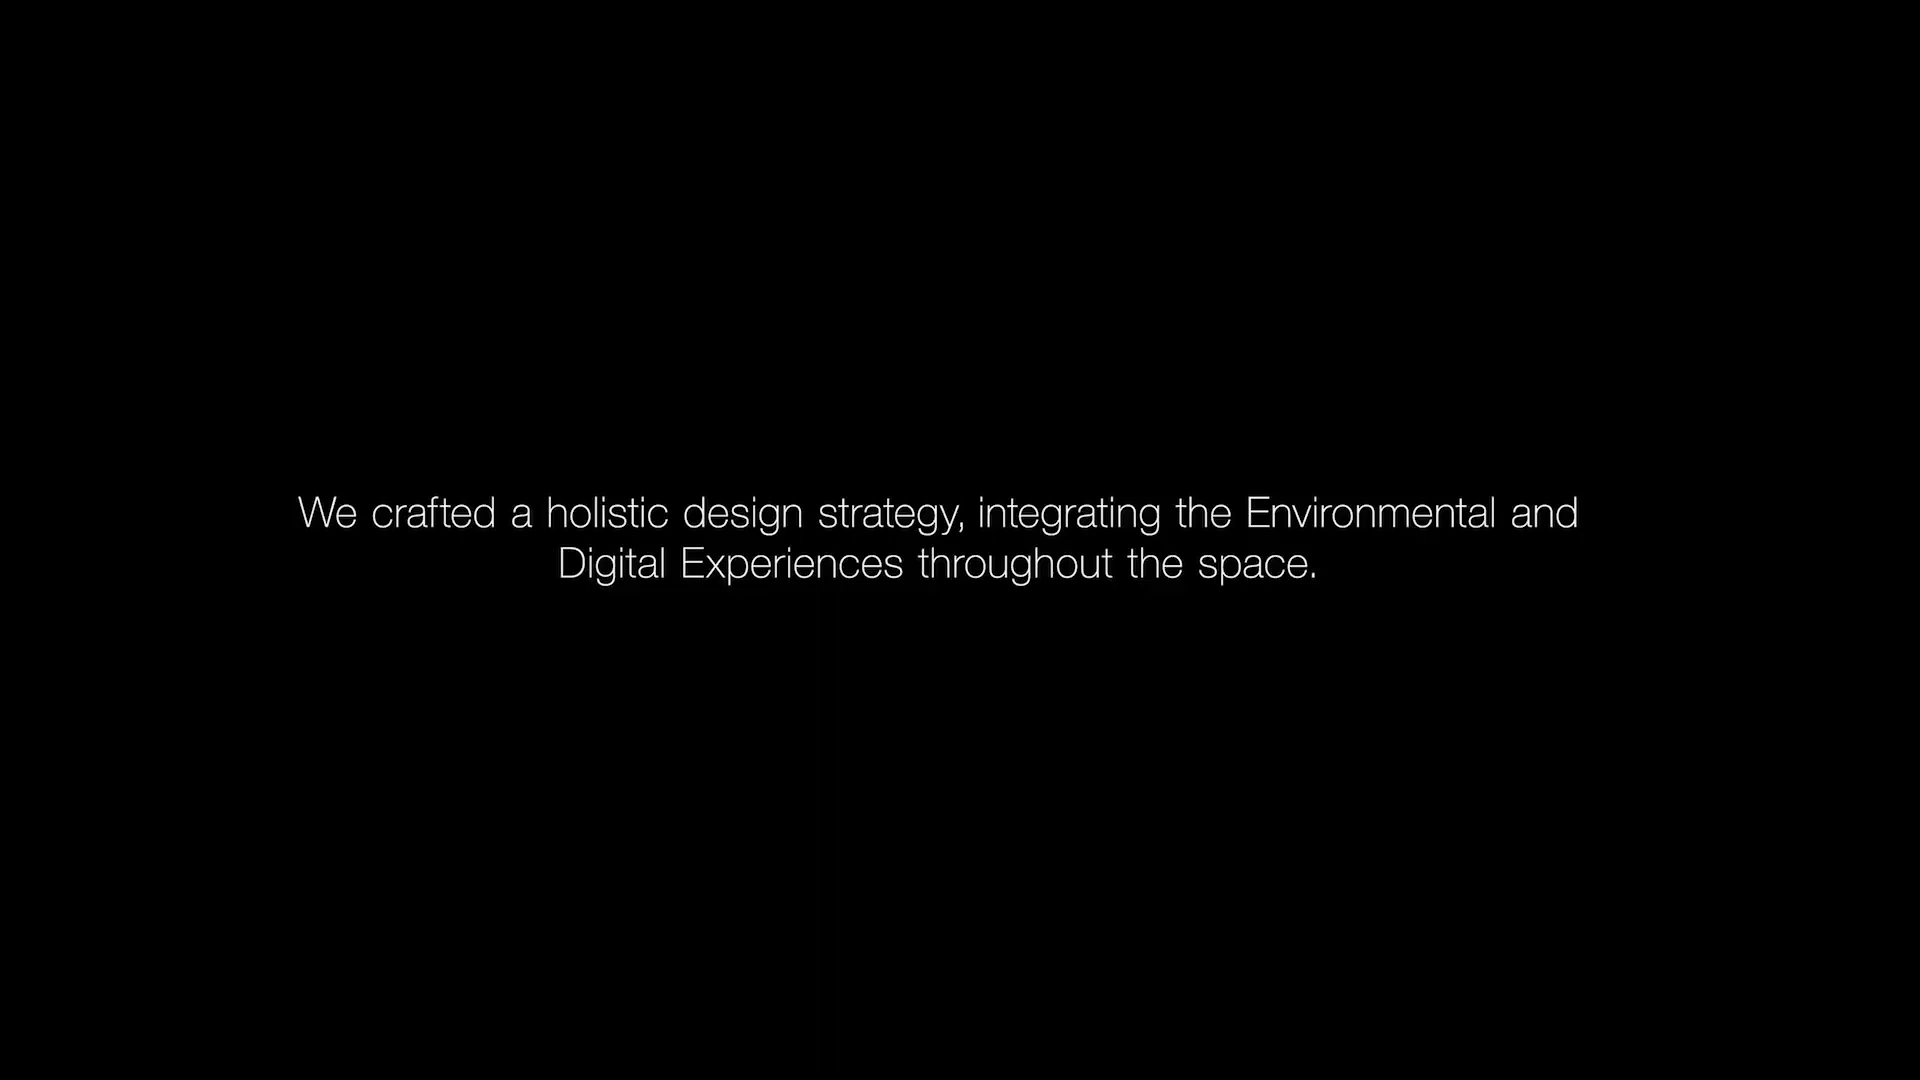 We crafted a holistic design strategy, integrating the Environmental and
Digital Experiences throughout the space.